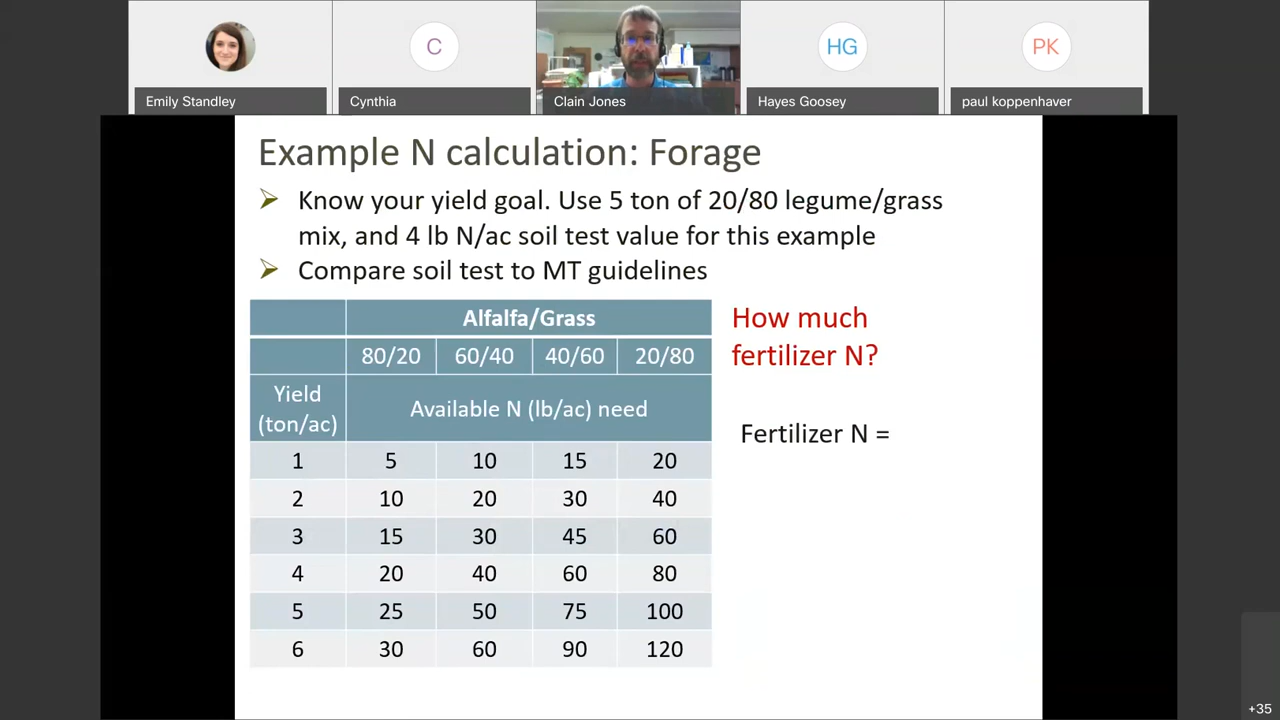 C
HG
PK
Emily Standley
Cynthia
Clain Jones
Hayes Goosey
paul koppenhaver
Example N calculation: Forage
Know your yield goal. Use 5 ton of 20/80 legume/grass
mix, and 4 lb N/ac soil test value for this example
Compare soil test to MT guidelines
Alfalfa/Grass
80/20 60/40 40/60 20/80
Yield
(ton/ac)
Available N (lb/ac) need
1 5 10 15 20
2 10 20 30 40
3 15 30 45 60
4 20 40 60 80
5 25 50 75 100
6 30 60 90 120
How much
fertilizer N?
Fertilizer N =
+35